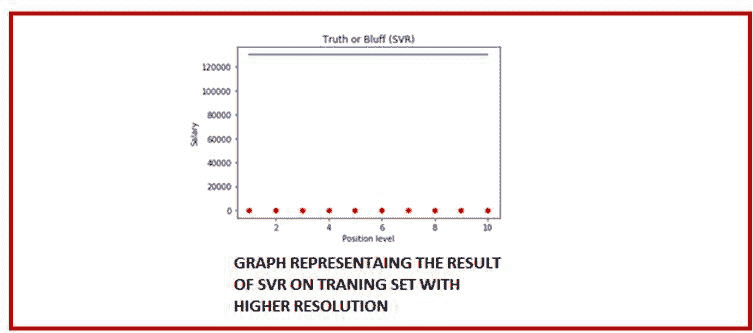 Truth or Bluff (SVR)
120000
100000
80000
60000
40000
20000
0
Salary
2
4
6
8
10
Position level
GRAPH REPRESENTAING THE RESULT
OF SVR ON TRANING SET WITH
HIGHER RESOLUTION